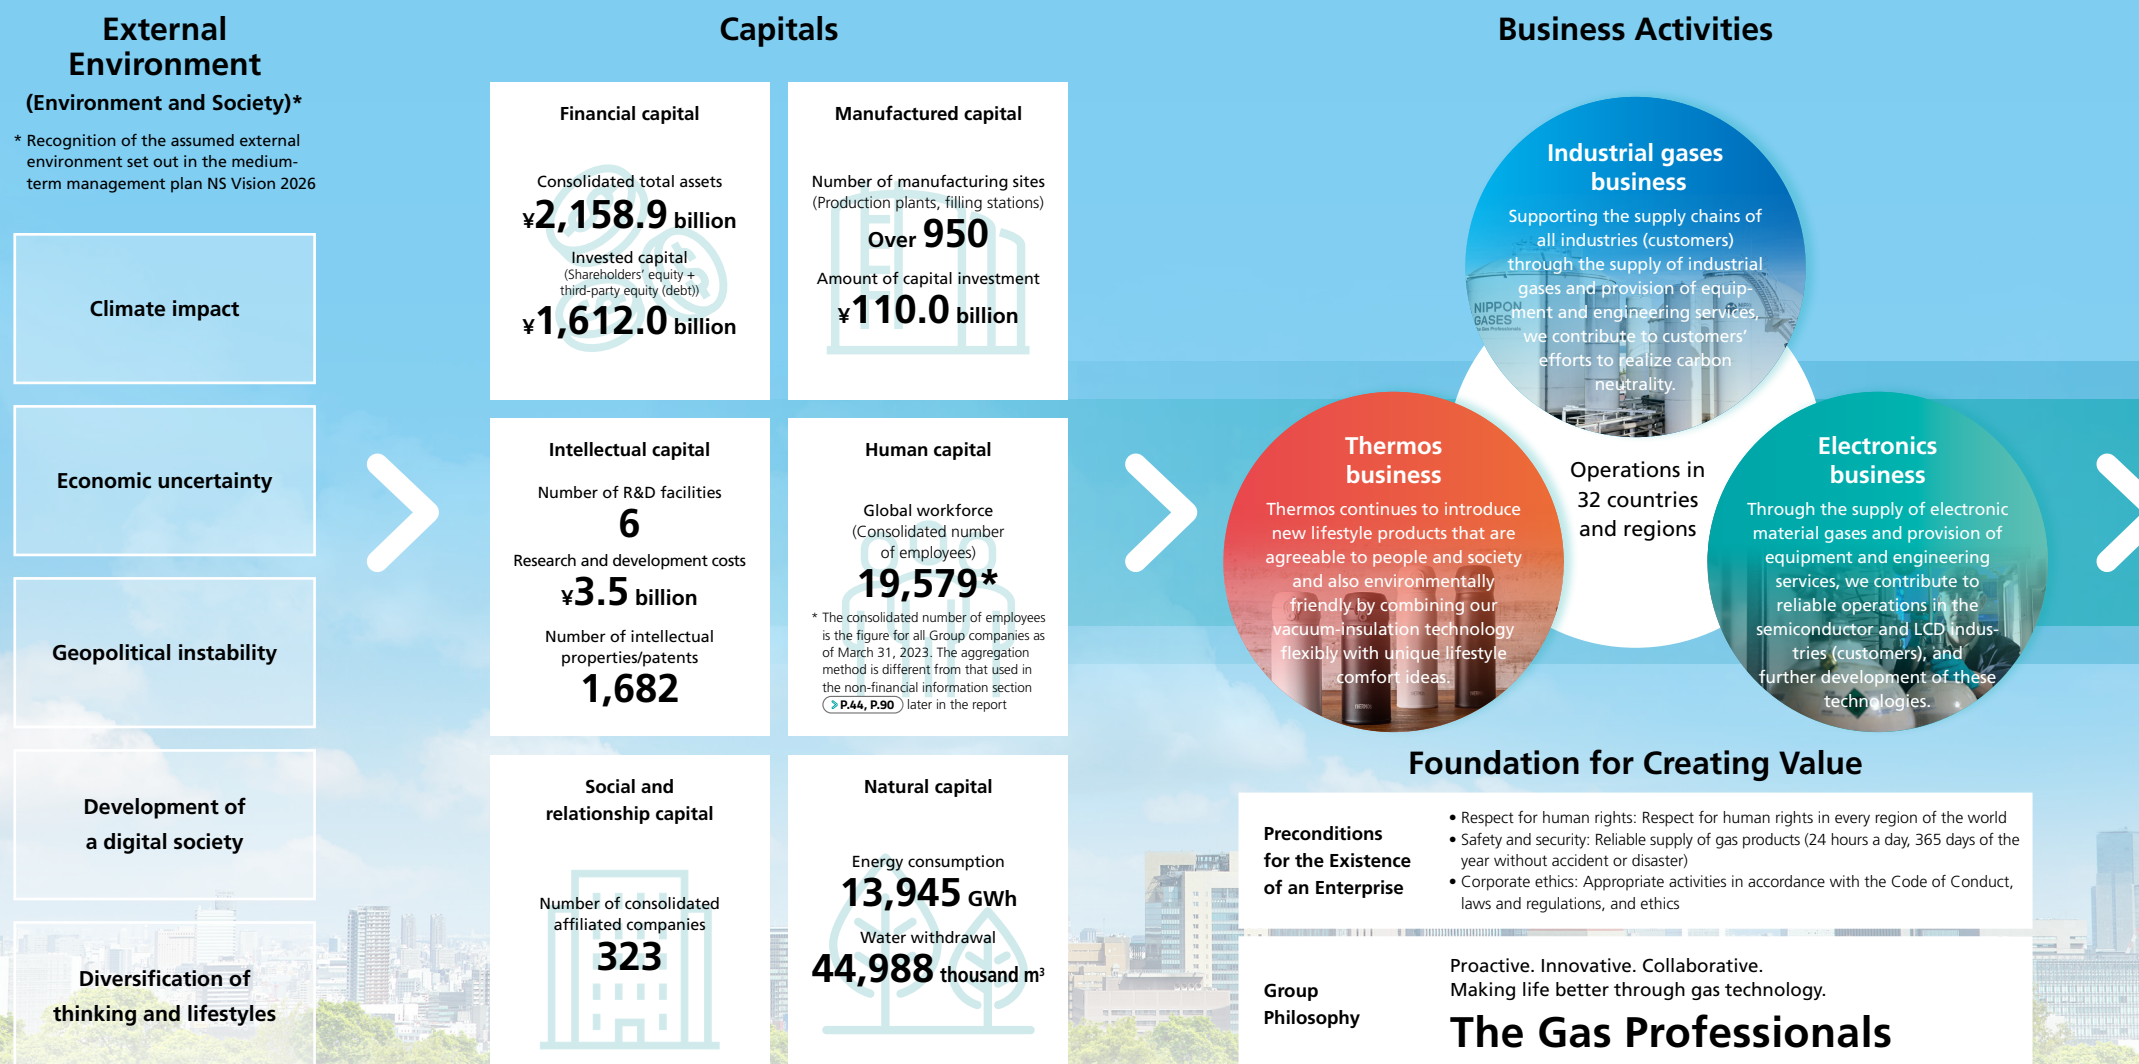 External
Environment
(Environment and Society)*
* Recognition of the assumed external
environment set out in the medium-
term management plan NS Vision 2026
Climate impact
Economic uncertainty
Geopolitical instability
Development of
a digital society
Diversification of
thinking and lifestyles
Capitals
Financial capital
Consolidated total assets
¥2,158.9 billion
Invested capital
(Shareholders' equity +
third-party equity (debt))
¥1,612.0 billion
Manufactured capital
Number of manufacturing sites
(Production plants, filling stations)
Over 950
Amount of capital investment
¥110.0 billion
Intellectual capital
Number of R&D facilities
6
Research and development costs
¥3.5 billion
Number of intellectual
properties/patents
1,682
Human capital
Global workforce
(Consolidated number
of employees)
19,579*
* The consolidated number of employees
is the figure for all Group companies as
of March 31, 2023. The aggregation
method is different from that used in
the non-financial information section
P.44, P.90 later in the report
Social and
relationship capital
Number of consolidated
affiliated companies
323
Natural capital
Energy consumption
13,945 GWh
Water withdrawal
44,988 thousand m³
Business Activities
Industrial gases
business
Supporting the supply chains of
all industries (customers)
through the supply of industrial
gases and provision of equip-
ment and engineering services,
we contribute to customers'
efforts to realize carbon
neutrality.
NIPPON
GASES
The Gas Professionals
Thermos
business
Thermos continues to introduce
new lifestyle products that are
agreeable to people and society
and also environmentally
friendly by combining our
vacuum-insulation technology
flexibly with unique lifestyle
comfort ideas.
THERMOS
Operations in
32 countries
and regions
Electronics
business
Through the supply of electronic
material gases and provision of
equipment and engineering
services, we contribute to
reliable operations in the
semiconductor and LCD indus-
tries (customers), and
further development of these
technologies.
Foundation for Creating Value
Preconditions
for the Existence
of an Enterprise
• Respect for human rights: Respect for human rights in every region of the world
• Safety and security: Reliable supply of gas products (24 hours a day, 365 days of the
year without accident or disaster)
• Corporate ethics: Appropriate activities in accordance with the Code of Conduct,
laws and regulations, and ethics
Group
Philosophy
Proactive. Innovative. Collaborative.
Making life better through gas technology.
The Gas Professionals